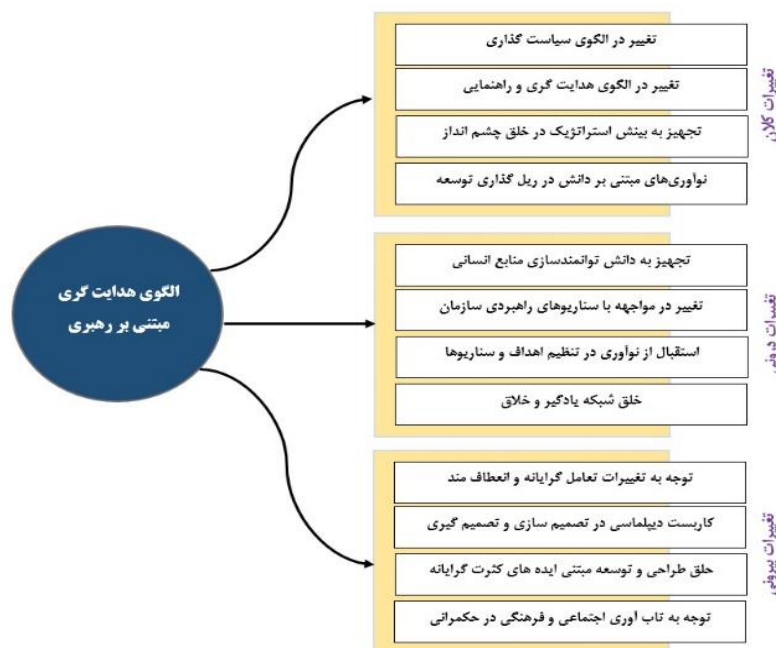 تغییر در الگوی سیاست گذاری
تغییر در الگوی هدایت گری و راهنمایی
تجهیز به بینش استراتژیک در خلق چشم انداز
نوآوری‌های مبتنی بر دانش در ریل گذاری توسعه
تغییرات کلان
الگوی هدایت گری
مبتنی بر رهبری
تجهیز به دانش توانمندسازی منابع انسانی
تغییر در مواجهه با سناریوهای راهبردی سازمان
استقبال از نوآوری در تنظیم اهداف و سناریوها
خلق شبکه یادگیر و خلاق
تغییرات درونی
توجه به تغییرات تعامل گرایانه و انعطاف مند
کاربست دیپلماسی در تصمیم سازی و تصمیم گیری
حلق طراحی و توسعه مبتنی ایده های کثرت گرایانه
توجه به تاب آوری اجتماعی و فرهنگی در حکمرانی
تغییرات بیرونی